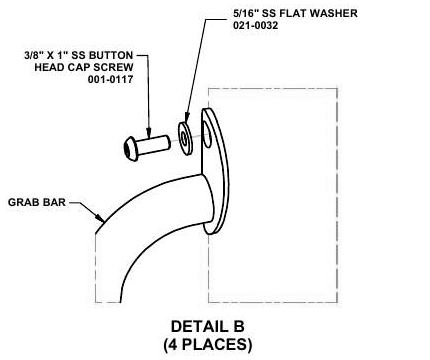 5/16" SS FLAT WASHER
021-0032
3/8" X 1" SS BUTTON
HEAD CAP SCREW
001-0117
GRAB BAR
DETAIL B
(4 PLACES)